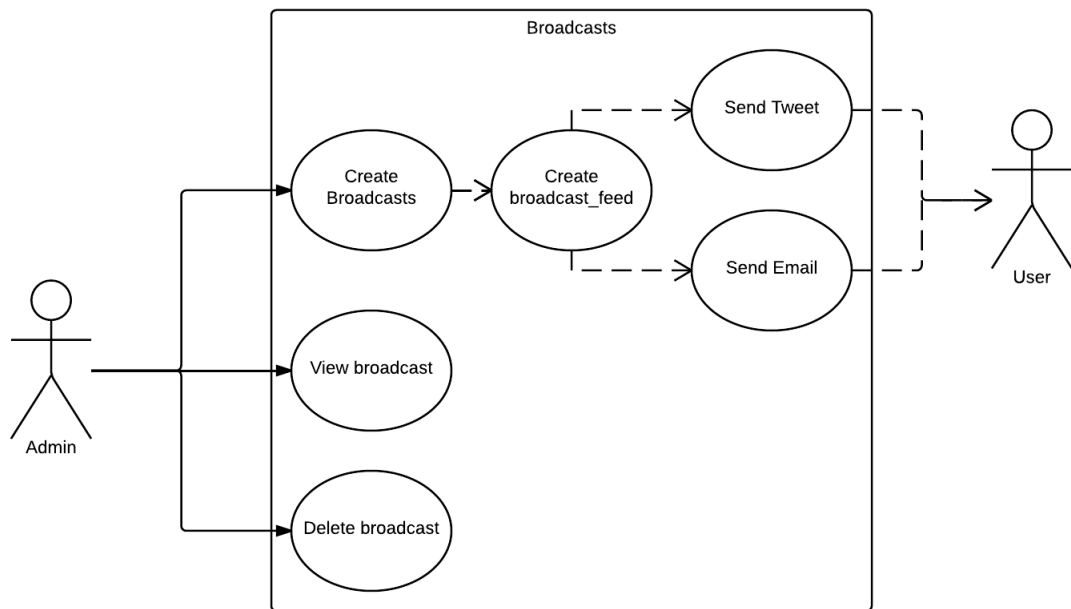 Broadcasts
Send Tweet
Create
Broadcasts
Create
broadcast_feed
Send Email
User
View broadcast
Admin
Delete broadcast